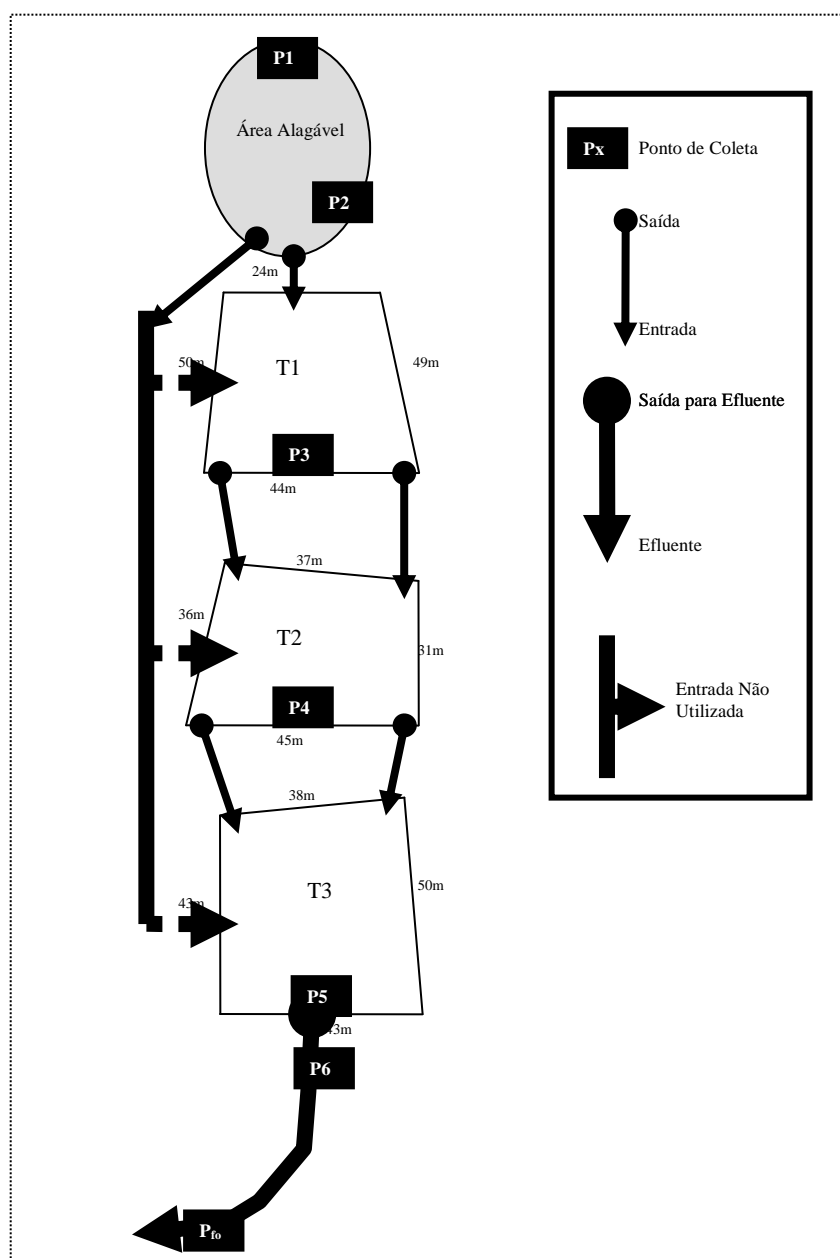 P1
Área Alagável
P2
24m
50m
T1
49m
P3
44m
37m
36m
T2
31m
P4
45m
38m
43m
T3
50m
P5
43m
P6
Pfo
Px
Ponto de Coleta
Saída
Entrada
Saída para Efluente
Efluente
Entrada Não
Utilizada